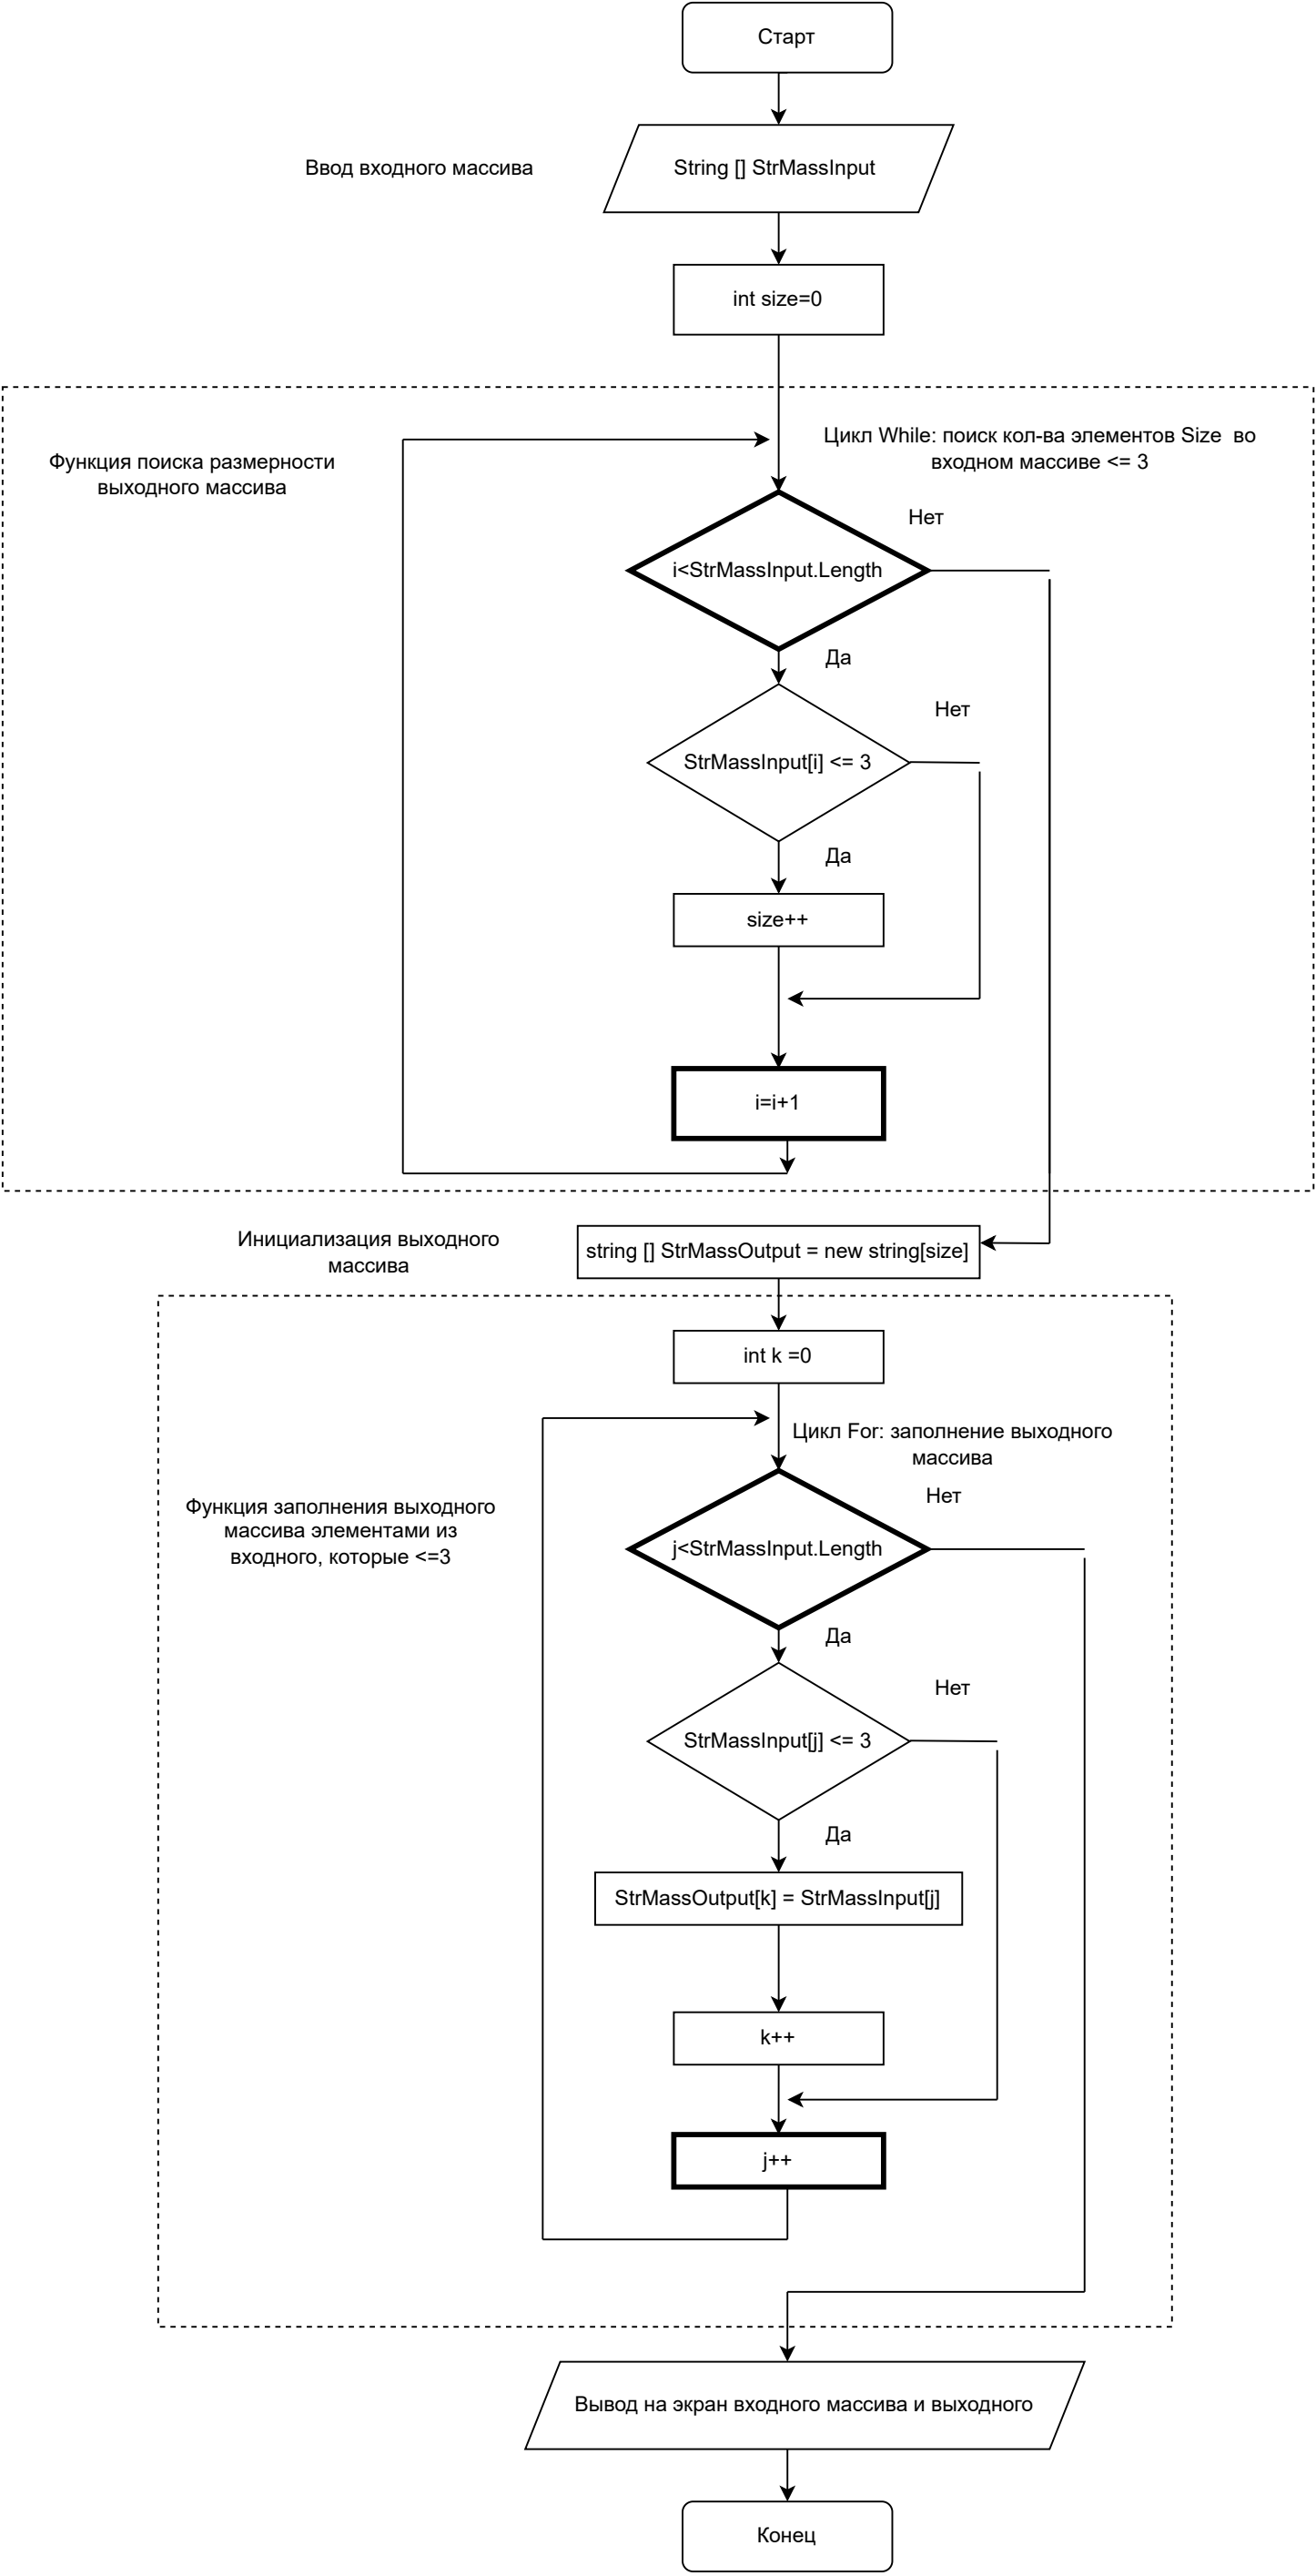 Старт
Ввод входного массива
String [] StrMassInput
int size=0
Функция поиска размерности
выходного массива
Цикл While: поиск кол-ва элементов Size  во
входном массиве <= 3
Нет
i<StrMassInput.Length
Да
Нет
StrMassInput[i] <= 3
Да
size++
i=i+1
Инициализация выходного
массива
string [] StrMassOutput = new string[size]
int k =0
Цикл For: заполнение выходного
массива
Нет
Функция заполнения выходного
массива элементами из
входного, которые <=3
j<StrMassInput.Length
Да
Нет
StrMassInput[j] <= 3
Да
StrMassOutput[k] = StrMassInput[j]
k++
j++
Вывод на экран входного массива и выходного
Конец